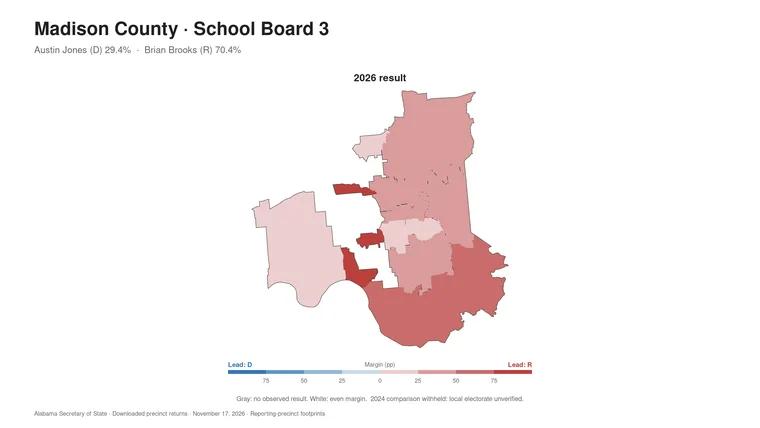 Madison County · School Board 3
Austin Jones (D) 29.4% · Brian Brooks (R) 70.4%
2026 result
Lead: D Margin (pp) Lead: R
75 50 25 0 25 50 75
Gray: no observed result. White: even margin. 2024 comparison withheld: local electorate unverified.
Alabama Secretary of State · Downloaded precinct returns · November 17, 2026 · Reporting-precinct footprints